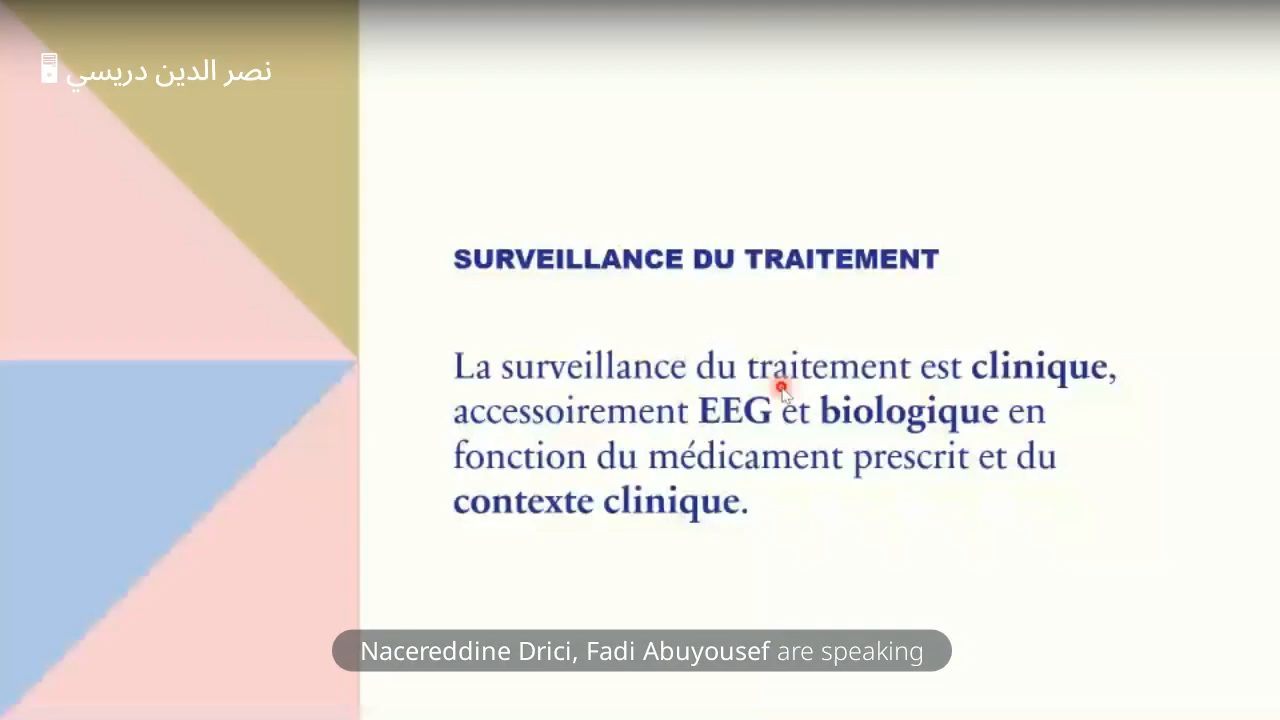 نصر الدين دريسي
SURVEILLANCE DU TRAITEMENT
La surveillance du traitement est clinique,
accessoirement EEG et biologique en
fonction du médicament prescrit et du
contexte clinique.
Nacereddine Drici, Fadi Abuyousef are speaking